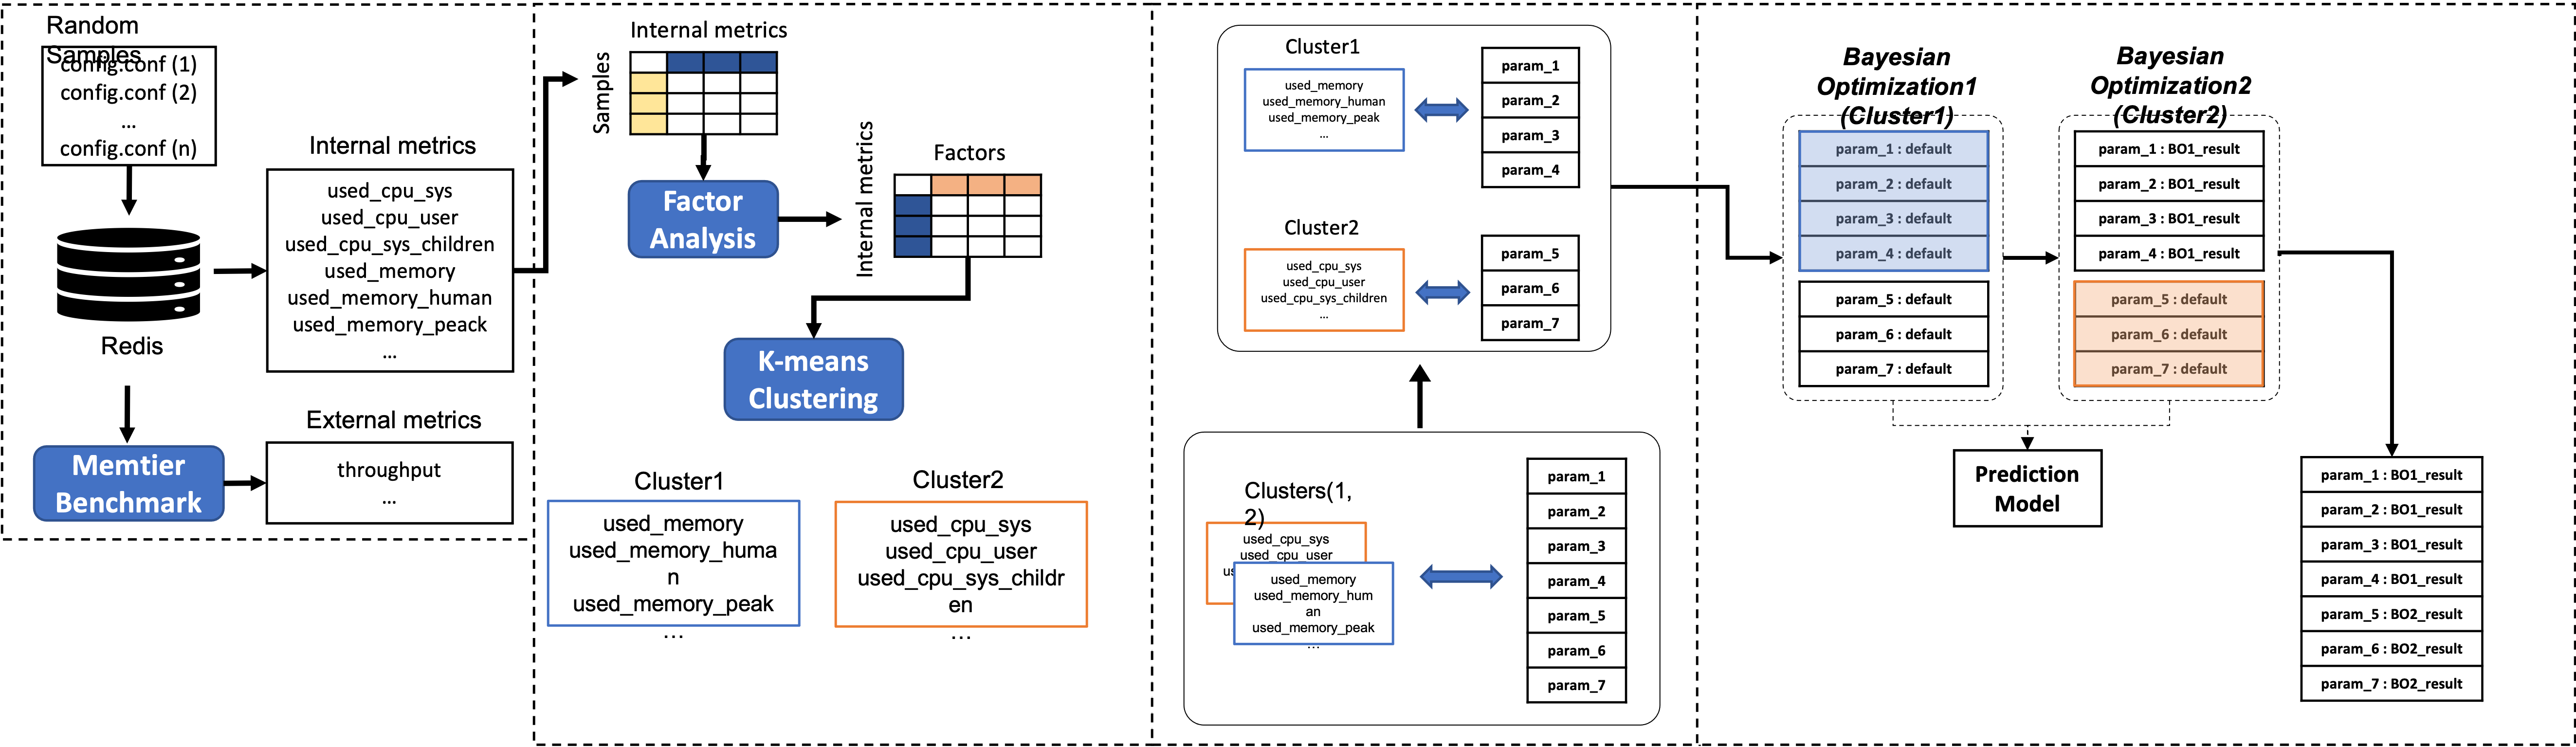 Random
Samples
config.conf (1)
config.conf (2)
...
config.conf (n)
Redis
Memtier
Benchmark
Internal metrics
used_cpu_sys
used_cpu_user
used_cpu_sys_children
used_memory
used_memory_human
used_memory_peack
...
External metrics
throughput
...
Internal metrics
Samples
Factor
Analysis
Factors
Internal metrics
K-means
Clustering
Cluster1
used_memory
used_memory_huma
n
used_memory_peak
...
Cluster2
used_cpu_sys
used_cpu_user
used_cpu_sys_childr
en
...
Cluster1
used_memory
used_memory_human
used_memory_peak
...
param_1
param_2
param_3
param_4
Cluster2
used_cpu_sys
used_cpu_user
used_cpu_sys_children
...
param_5
param_6
param_7
Clusters(1,
2)
used_cpu_sys
used_cpu_user
used_memory
used_memory_hum
an
used_memory_peak
...
param_1
param_2
param_3
param_4
param_5
param_6
param_7
Bayesian
Optimization1
(Cluster1)
param_1 : default
param_2 : default
param_3 : default
param_4 : default
param_5 : default
param_6 : default
param_7 : default
Bayesian
Optimization2
(Cluster2)
param_1 : BO1_result
param_2 : BO1_result
param_3 : BO1_result
param_4 : BO1_result
param_5 : default
param_6 : default
param_7 : default
Prediction
Model
param_1 : BO1_result
param_2 : BO1_result
param_3 : BO1_result
param_4 : BO1_result
param_5 : BO2_result
param_6 : BO2_result
param_7 : BO2_result